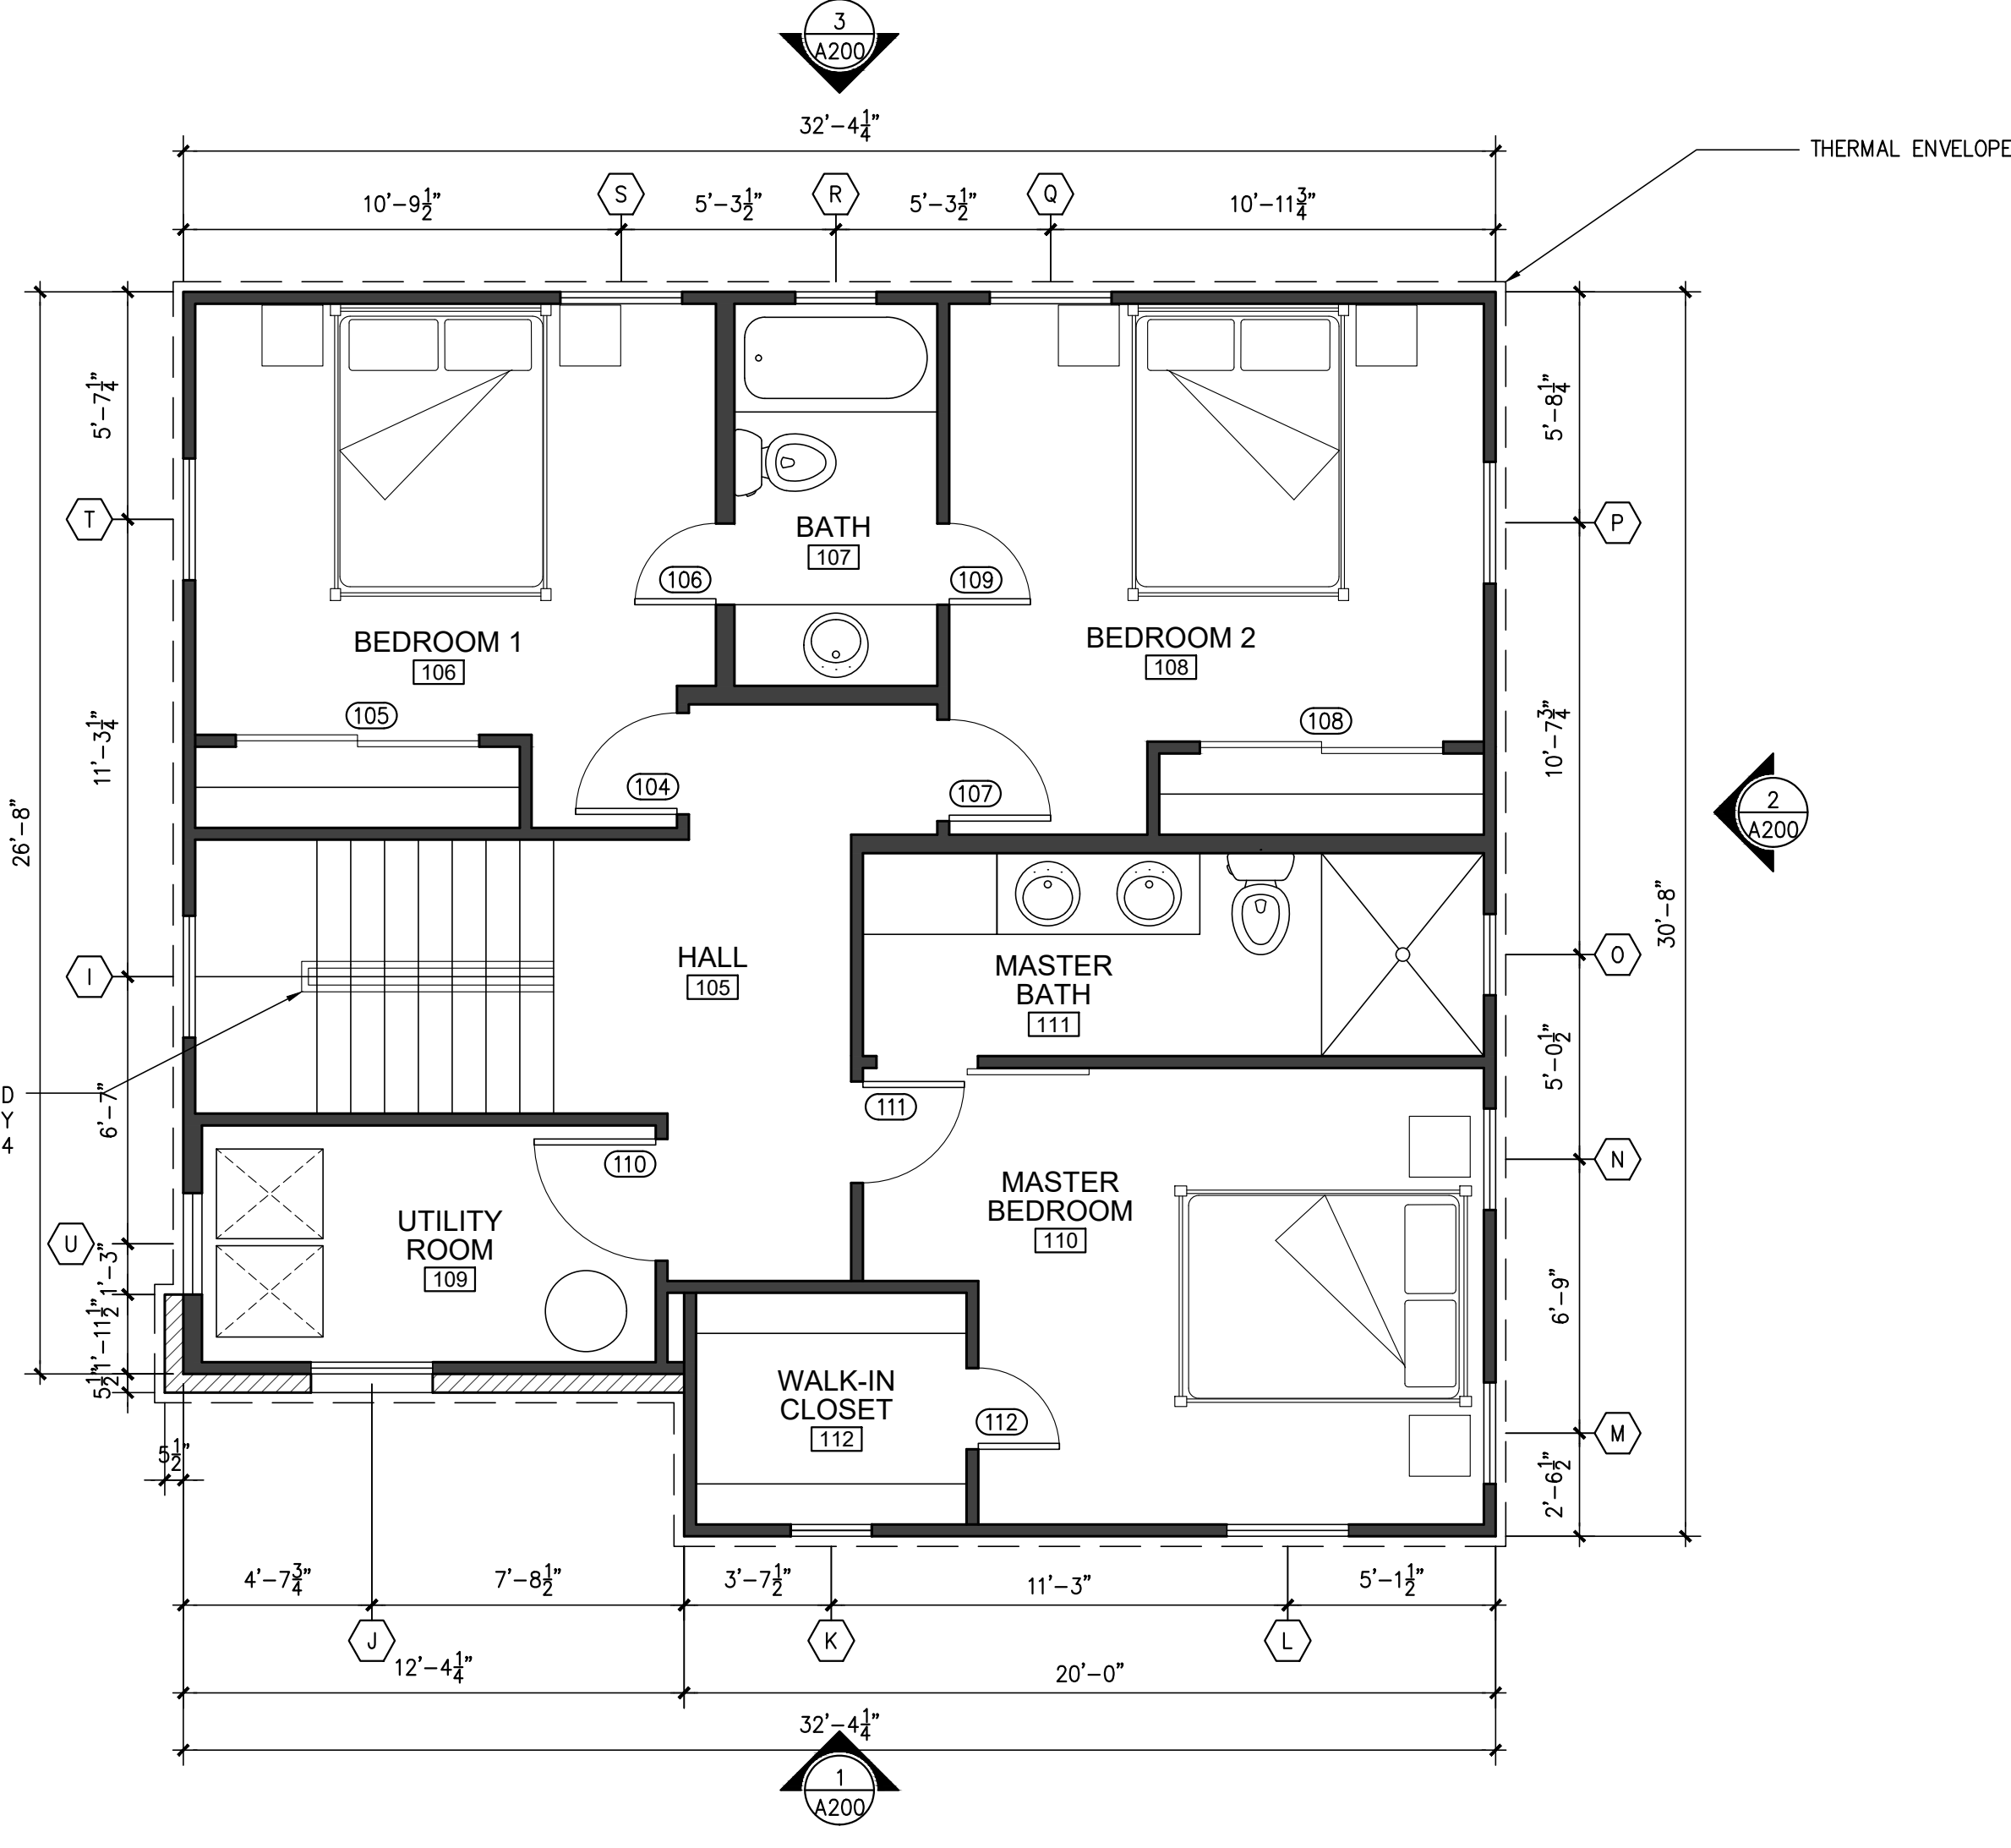 3
A200
32'-4 1/4"
THERMAL ENVELOPE
10'-9 1/2"
S
5'-3 1/2"
R
5'-3 1/2"
Q
10'-11 3/4"
5'-7 1/4"
5'-8 1/4"
T
P
BATH
107
106
109
BEDROOM 1
106
BEDROOM 2
108
105
108
11'-3 1/4"
10'-7 3/4"
104
107
26'-8"
2
A200
30'-8"
HALL
105
MASTER
BATH
111
I
O
D
Y
4
6'-7"
5'-0 1/2"
111
110
N
MASTER
BEDROOM
110
UTILITY
ROOM
109
U
1'-3"
6'-9"
1'-11 1/2"
5 1/2"
WALK-IN
CLOSET
112
112
M
5 1/2"
2'-6 1/2"
4'-7 3/4"
7'-8 1/2"
3'-7 1/2"
11'-3"
5'-1 1/2"
J
K
L
12'-4 1/4"
20'-0"
32'-4 1/4"
1
A200